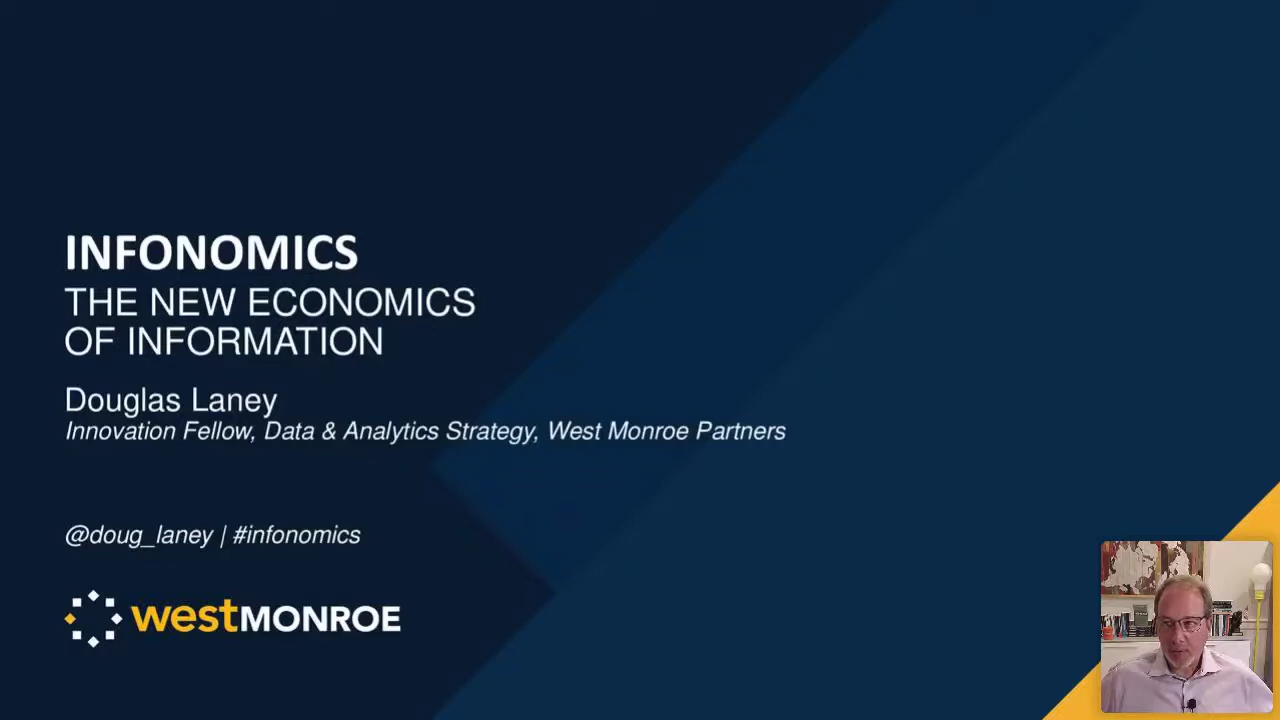 INFONOMICS
THE NEW ECONOMICS
OF INFORMATION
Douglas Laney
Innovation Fellow, Data & Analytics Strategy, West Monroe Partners
@doug_laney | #infonomics
westMONROE